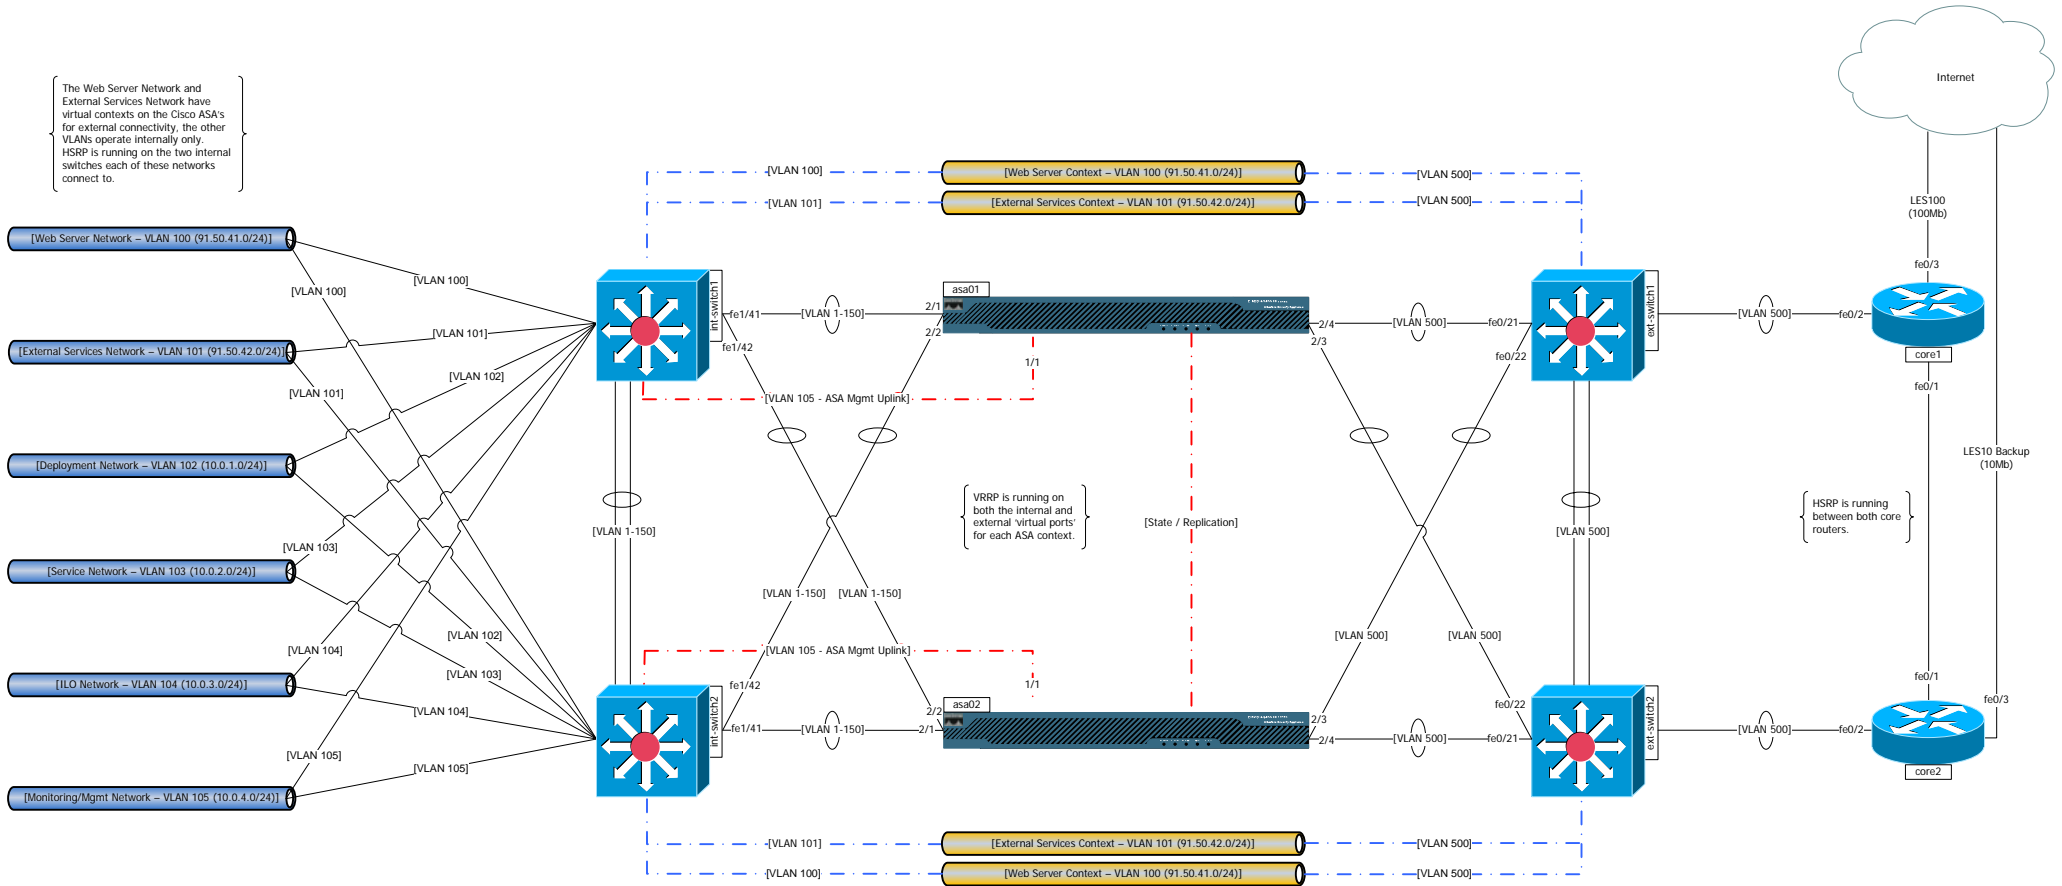 Internet
The Web Server Network and
External Services Network have
virtual contexts on the Cisco ASA's
for external connectivity, the other
VLANs operate internally only.
HSRP is running on the two internal
switches each of these networks
connect to.
[VLAN 100]
[Web Server Context – VLAN 100 (91.50.41.0/24)]
[VLAN 500]
[VLAN 101]
[External Services Context – VLAN 101 (91.50.42.0/24)]
[VLAN 500]
LES100
(100Mb)
[Web Server Network – VLAN 100 (91.50.41.0/24)]
[VLAN 100]
[VLAN 100]
[External Services Network – VLAN 101 (91.50.42.0/24)]
[VLAN 101]
[VLAN 101]
[VLAN 102]
[Deployment Network – VLAN 102 (10.0.1.0/24)]
[VLAN 103]
[Service Network – VLAN 103 (10.0.2.0/24)]
[VLAN 102]
[VLAN 103]
[VLAN 104]
[ILO Network – VLAN 104 (10.0.3.0/24)]
[VLAN 104]
[VLAN 105]
[VLAN 105]
[Monitoring/Mgmt Network – VLAN 105 (10.0.4.0/24)]
int-switch1
fe1/41
fe1/42
[VLAN 1-150]
2/1
2/2
asa01
1/1
[VLAN 105 - ASA Mgmt Uplink]
2/4
2/3
[VLAN 500]
fe0/21
fe0/22
ext-switch1
[VLAN 500]
fe0/2
fe0/3
core1
fe0/1
LES10 Backup
(10Mb)
[VLAN 1-150]
VRRP is running on
both the internal and
external 'virtual ports'
for each ASA context.
[State / Replication]
[VLAN 500]
HSRP is running
between both core
routers.
[VLAN 1-150]
[VLAN 1-150]
[VLAN 500]
[VLAN 500]
[VLAN 105 - ASA Mgmt Uplink]
1/1
int-switch2
fe1/42
fe1/41
[VLAN 1-150]
2/2
2/1
asa02
2/3
2/4
[VLAN 500]
fe0/22
fe0/21
ext-switch2
[VLAN 500]
fe0/2
fe0/1
fe0/3
core2
[VLAN 101]
[External Services Context – VLAN 101 (91.50.42.0/24)]
[VLAN 500]
[VLAN 100]
[Web Server Context – VLAN 100 (91.50.41.0/24)]
[VLAN 500]